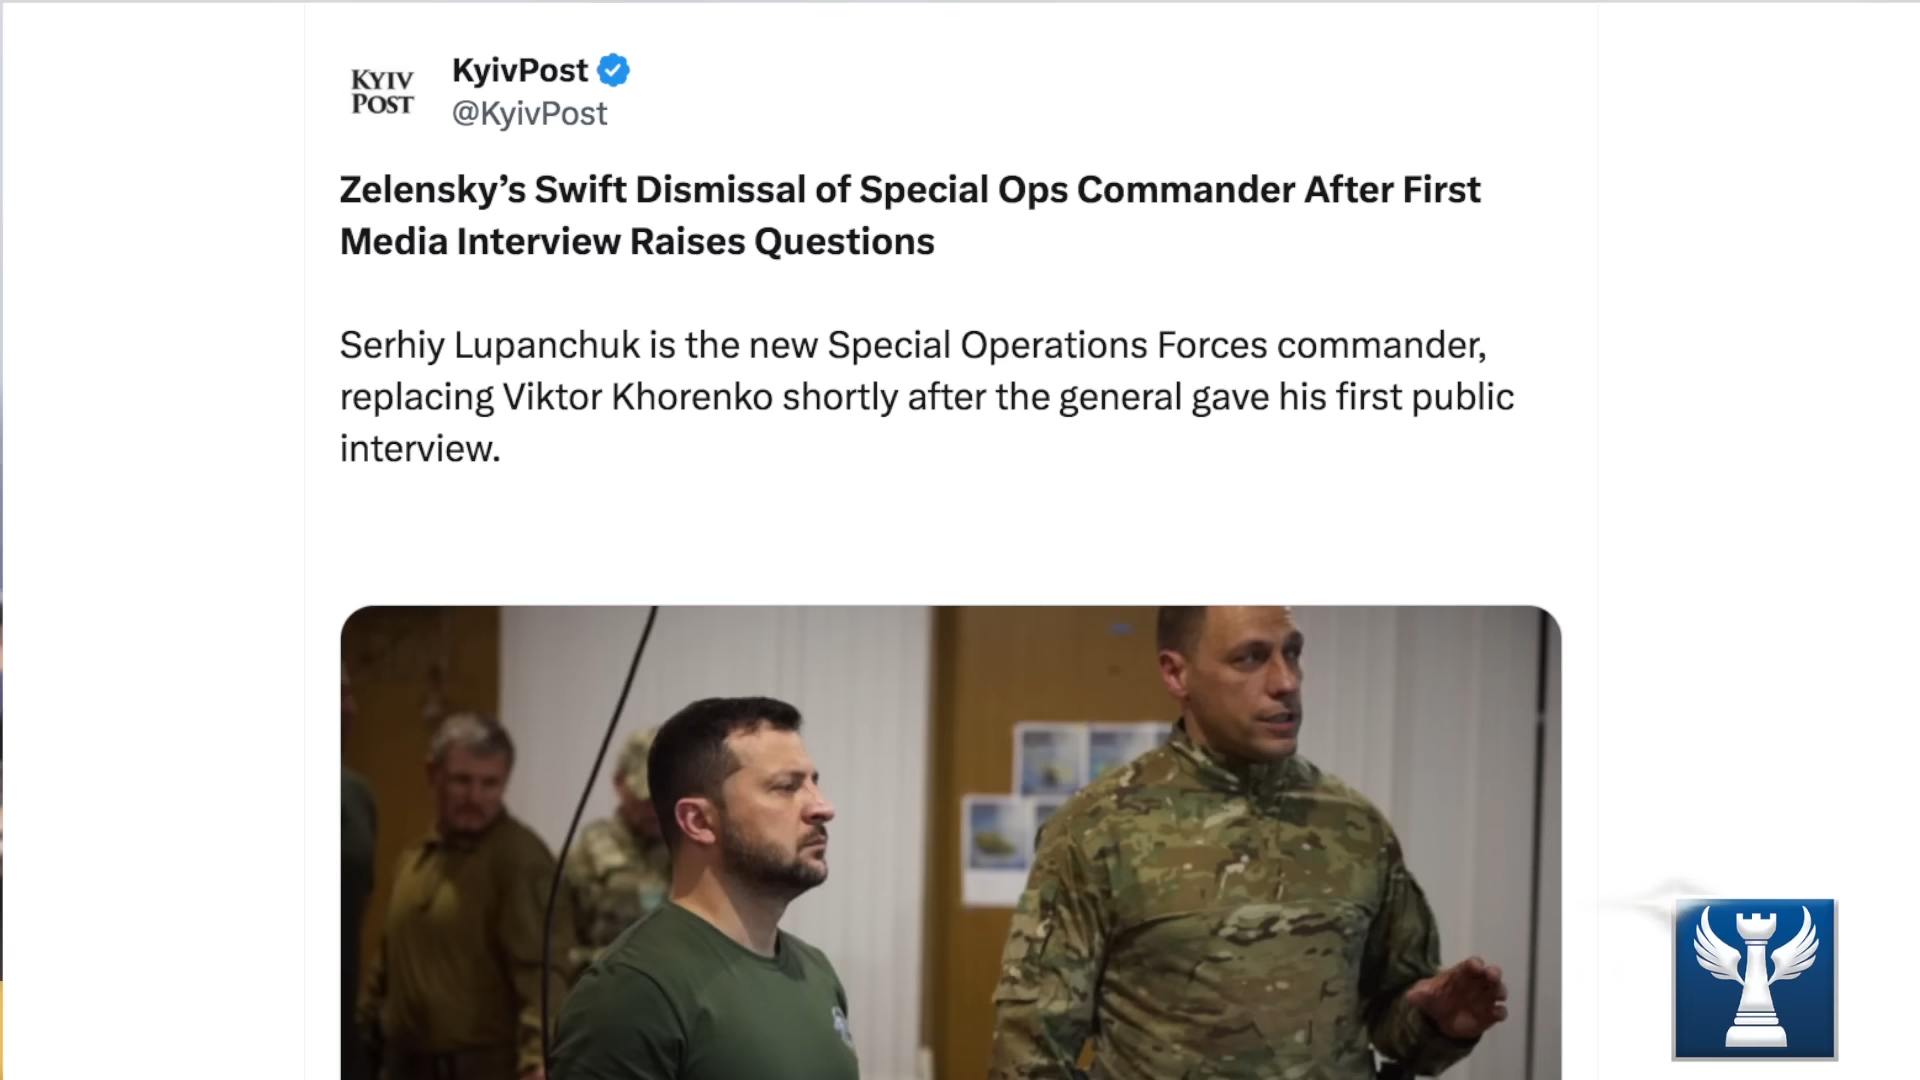 KYIV
POST
KyivPost
@KyivPost
Zelensky’s Swift Dismissal of Special Ops Commander After First
Media Interview Raises Questions
Serhiy Lupanchuk is the new Special Operations Forces commander,
replacing Viktor Khorenko shortly after the general gave his first public
interview.